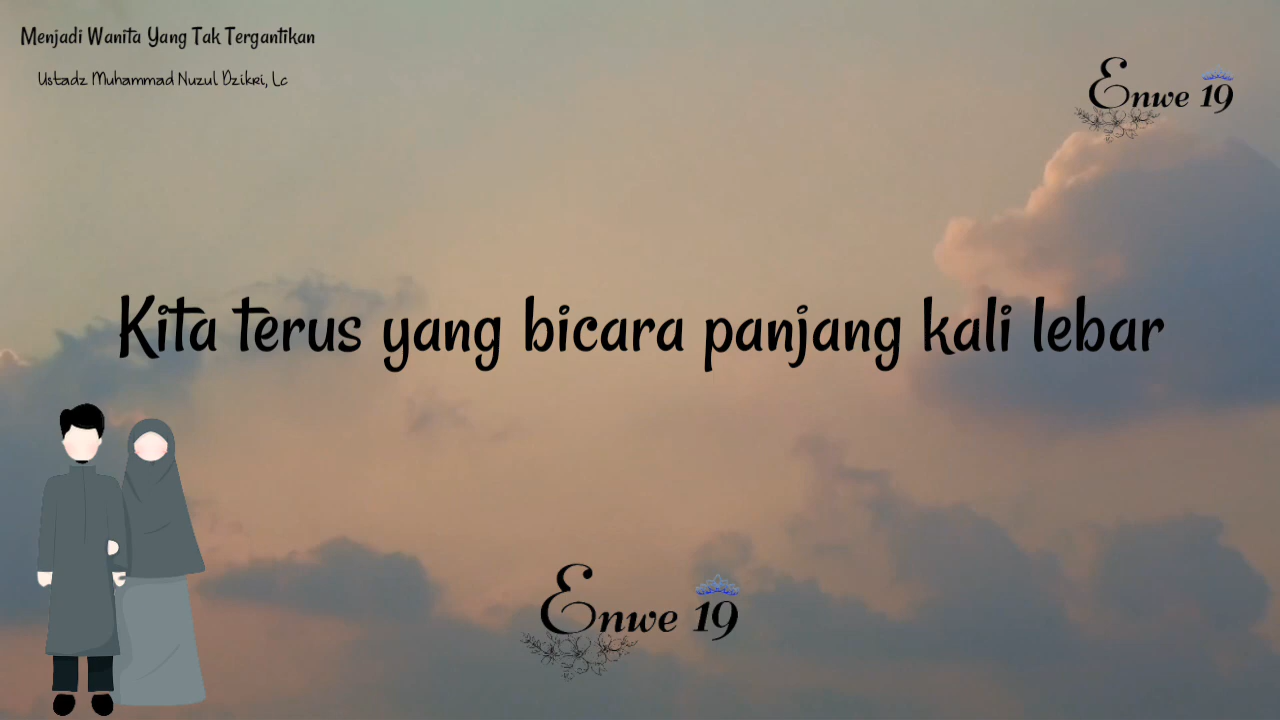 Menjadi Wanita Yang Tak Tergantikan
Ustadz Muhammad Nuzul Dzikri, Lc
Enwe 19
Kita terus yang bicara panjang kali lebar
Enwe 19